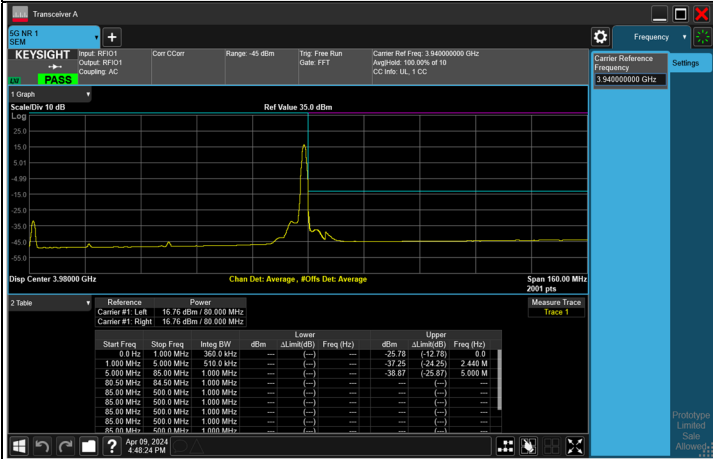 Transceiver A
5G NR 1
SEM
Frequency
KEYSIGHT
PASS
Input: RFIO1
Output: RFIO1
Coupling: AC
Corr CCorr
Range: -45 dBm
Trig: Free Run
Gate: FFT
Carrier Ref Freq: 3.940000000 GHz
Avg|Hold: 100.00% of 10
CC Info: UL, 1 CC
Carrier Reference
Frequency
3.940000000 GHz
Settings
1 Graph
Scale/Div 10 dB
Ref Value 35.0 dBm
Log
25.0
15.0
5.01
-4.99
-15.0
-25.0
-35.0
-45.0
-55.0
Disp Center 3.98000 GHz
Chan Det: Average , #Offs Det: Average
Span 160.00 MHz
2001 pts
2 Table
Reference Power
Carrier #1: Left 16.76 dBm / 80.000 MHz
Carrier #1: Right 16.76 dBm / 80.000 MHz
Measure Trace
Trace 1
Lower Upper
Start Freq Stop Freq Integ BW dBm ΔLimit(dB) Freq (Hz) dBm ΔLimit(dB) Freq (Hz)
0.0 Hz 1.000 MHz 360.0 kHz --- (---) --- -25.78 (-12.78) 0.0
1.000 MHz 5.000 MHz 510.0 kHz --- (---) --- -37.25 (-24.25) 2.440 M
5.000 MHz 85.00 MHz 1.000 MHz --- (---) --- -38.87 (-25.87) 5.000 M
80.50 MHz 84.50 MHz 1.000 MHz --- (---) --- --- (---) ---
85.00 MHz 500.0 MHz 1.000 MHz --- (---) --- --- (---) ---
85.00 MHz 500.0 MHz 1.000 MHz --- (---) --- --- (---) ---
85.00 MHz 500.0 MHz 1.000 MHz --- (---) --- --- (---) ---
85.00 MHz 500.0 MHz 1.000 MHz --- (---) --- --- (---) ---
85.00 MHz 500.0 MHz 1.000 MHz --- (---) --- --- (---) ---
Prototype
Limited
Sale
Allowed
?
Apr 09, 2024
4:48:24 PM